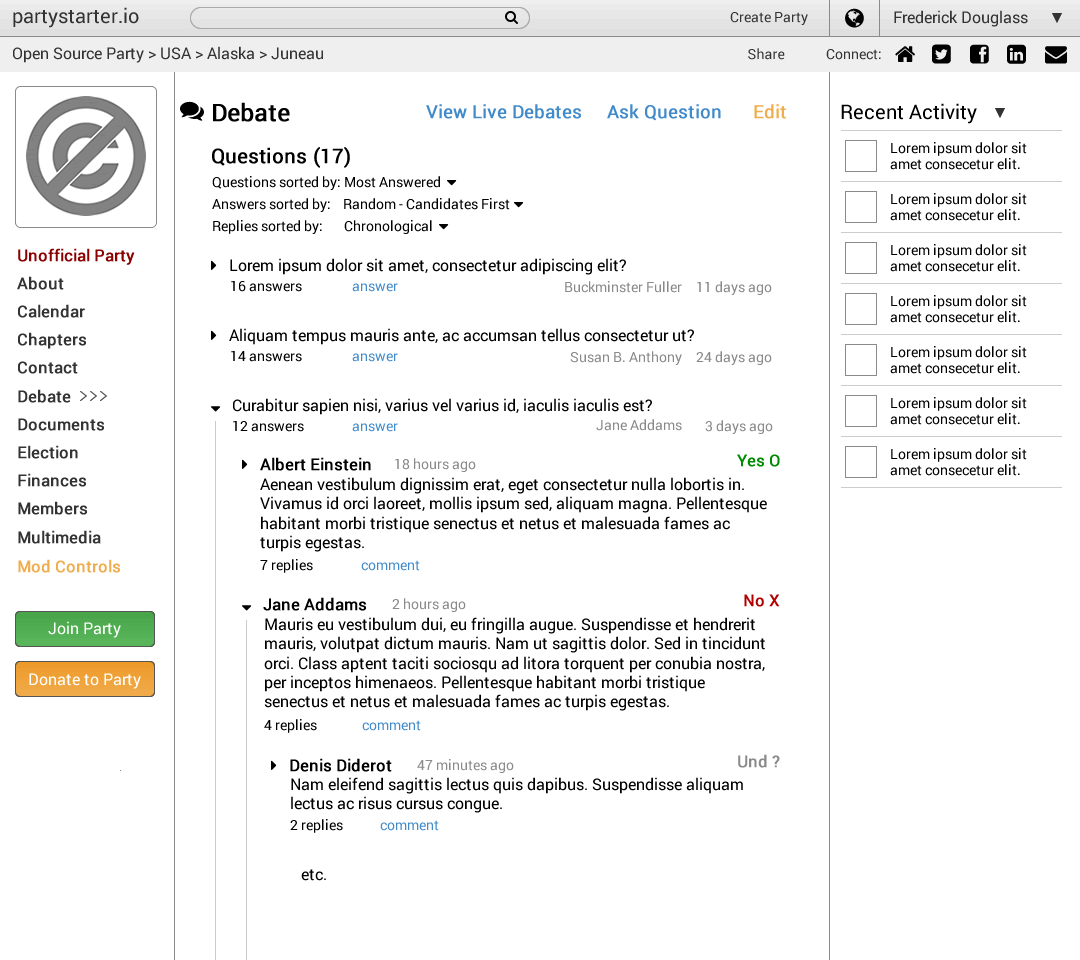 partystarter.io
Create Party
Frederick Douglass ▼
Open Source Party > USA > Alaska > Juneau
Share
Connect:
Unofficial Party
About
Calendar
Chapters
Contact
Debate >>>
Documents
Election
Finances
Members
Multimedia
Mod Controls
Join Party
Donate to Party
Debate
View Live Debates
Ask Question
Edit
Questions (17)
Questions sorted by: Most Answered
Answers sorted by: Random - Candidates First
Replies sorted by: Chronological
Lorem ipsum dolor sit amet, consectetur adipiscing elit?
16 answers answer Buckminster Fuller 11 days ago
Aliquam tempus mauris ante, ac accumsan tellus consectetur ut?
14 answers answer Susan B. Anthony 24 days ago
Curabitur sapien nisi, varius vel varius id, iaculis iaculis est?
12 answers answer Jane Addams 3 days ago
Albert Einstein 18 hours ago Yes O
Aenean vestibulum dignissim erat, eget consectetur nulla lobortis in.
Vivamus id orci laoreet, mollis ipsum sed, aliquam magna. Pellentesque
habitant morbi tristique senectus et netus et malesuada fames ac
turpis egestas.
7 replies comment
Jane Addams 2 hours ago No X
Mauris eu vestibulum dui, eu fringilla augue. Suspendisse et hendrerit
mauris, volutpat dictum mauris. Nam ut sagittis dolor. Sed in tincidunt
orci. Class aptent taciti sociosqu ad litora torquent per conubia nostra,
per inceptos himenaeos. Pellentesque habitant morbi tristique
senectus et netus et malesuada fames ac turpis egestas.
4 replies comment
Denis Diderot 47 minutes ago Und ?
Nam eleifend sagittis lectus quis dapibus. Suspendisse aliquam
lectus ac risus cursus congue.
2 replies comment
etc.
Recent Activity ▼
Lorem ipsum dolor sit
amet consecetur elit.
Lorem ipsum dolor sit
amet consecetur elit.
Lorem ipsum dolor sit
amet consecetur elit.
Lorem ipsum dolor sit
amet consecetur elit.
Lorem ipsum dolor sit
amet consecetur elit.
Lorem ipsum dolor sit
amet consecetur elit.
Lorem ipsum dolor sit
amet consecetur elit.